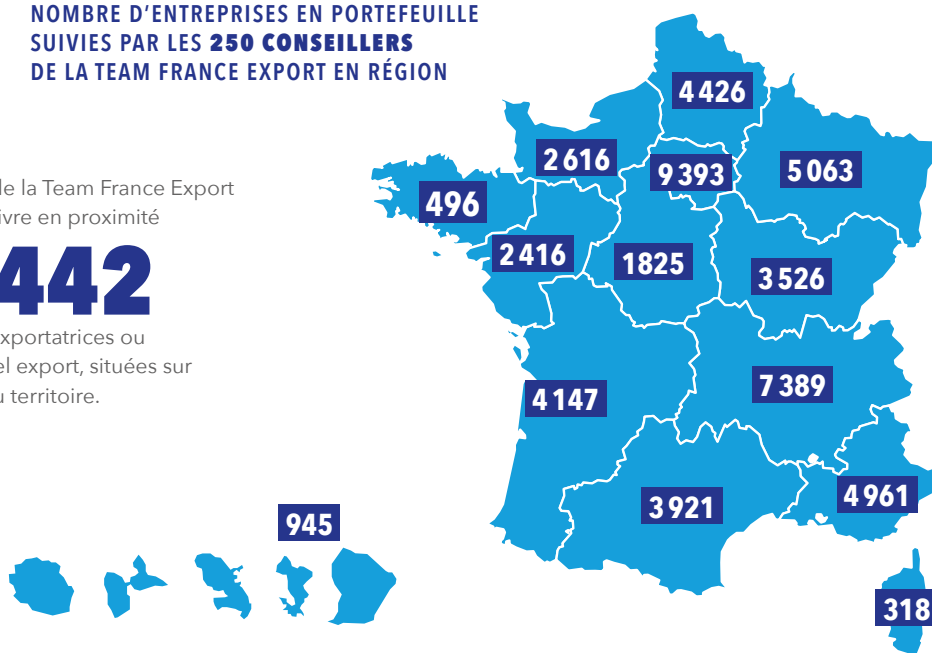 NOMBRE D'ENTREPRISES EN PORTEFEUILLE
SUIVIES PAR LES 250 CONSEILLERS
DE LA TEAM FRANCE EXPORT EN RÉGION
4 426
2 616
9 393
5 063
de la Team France Export
ivre en proximité
496
442
2 416
1825
3 526
xportatrices ou
el export, situées sur
u territoire.
7 389
4 147
4 961
3 921
945
318